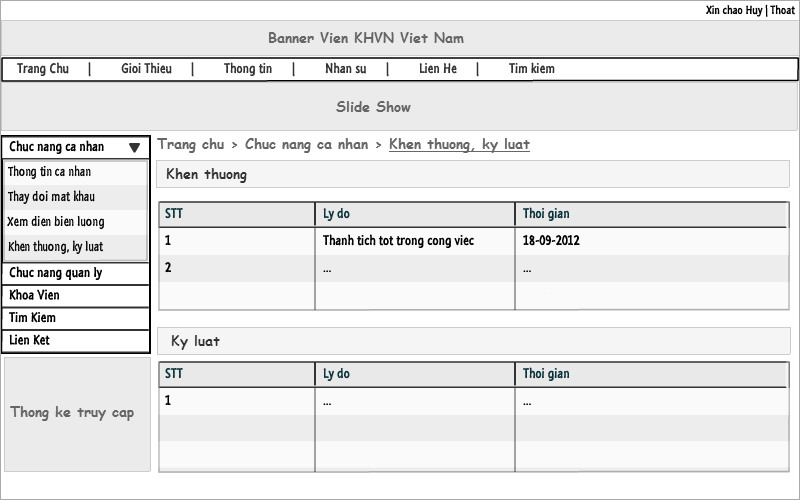 Xin chao Huy | Thoat
Banner Vien KHVN Viet Nam
Trang Chu | Gioi Thieu | Thong tin | Nhan su | Lien He | Tim kiem
Slide Show
Chuc nang ca nhan
Thong tin ca nhan
Thay doi mat khau
Xem dien bien luong
Khen thuong, ky luat
Chuc nang quan ly
Khoa Vien
Tim Kiem
Lien Ket
Thong ke truy cap
Trang chu > Chuc nang ca nhan > Khen thuong, ky luat
Khen thuong
STT Ly do Thoi gian
1 Thanh tich tot trong cong viec 18-09-2012
2 ... ...
Ky luat
STT Ly do Thoi gian
1 ... ...